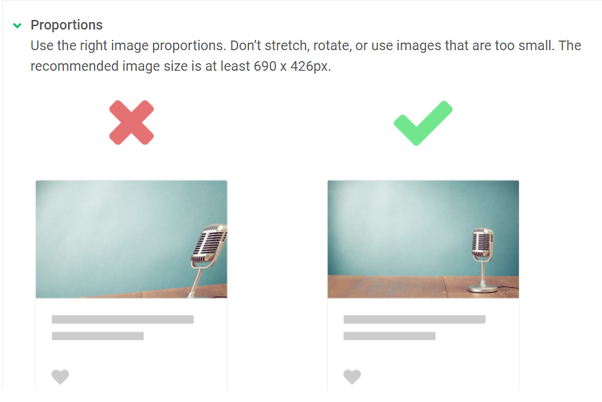 Proportions
Use the right image proportions. Don’t stretch, rotate, or use images that are too small. The
recommended image size is at least 690 x 426px.